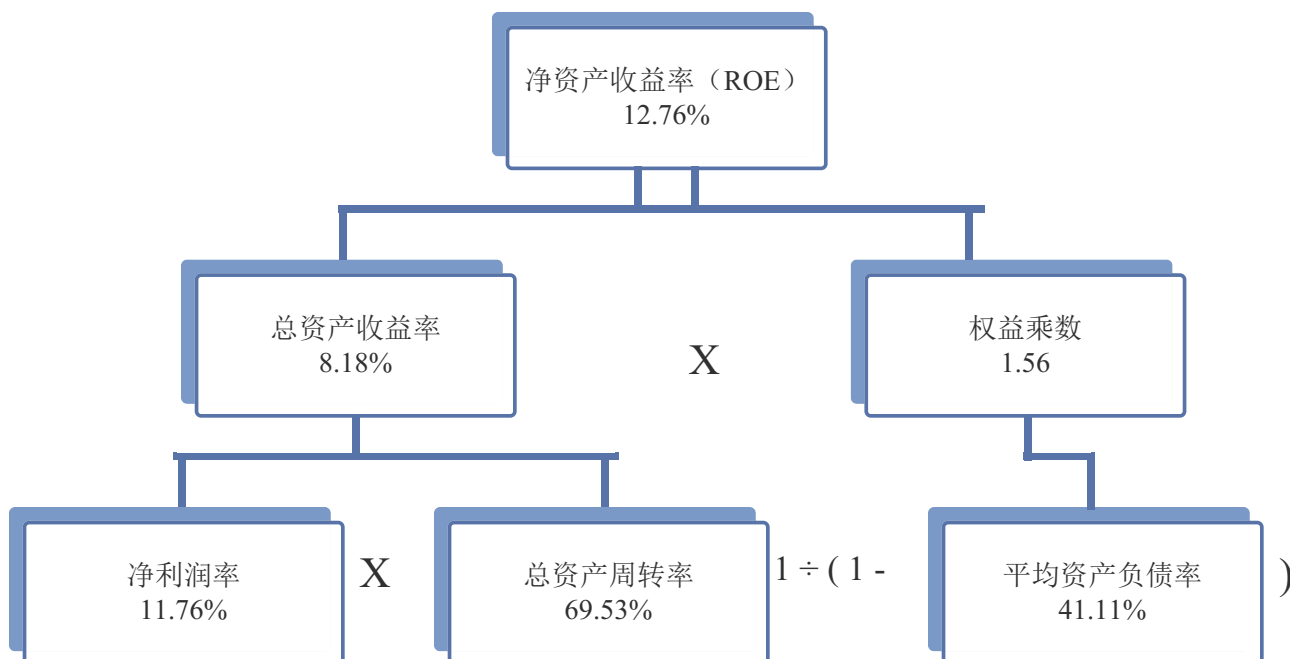 净资产收益率（ROE）
12.76%
总资产收益率
8.18%
X
权益乘数
1.56
净利润率
11.76%
X
总资产周转率
69.53%
1 ÷ ( 1 -
平均资产负债率
41.11%
)